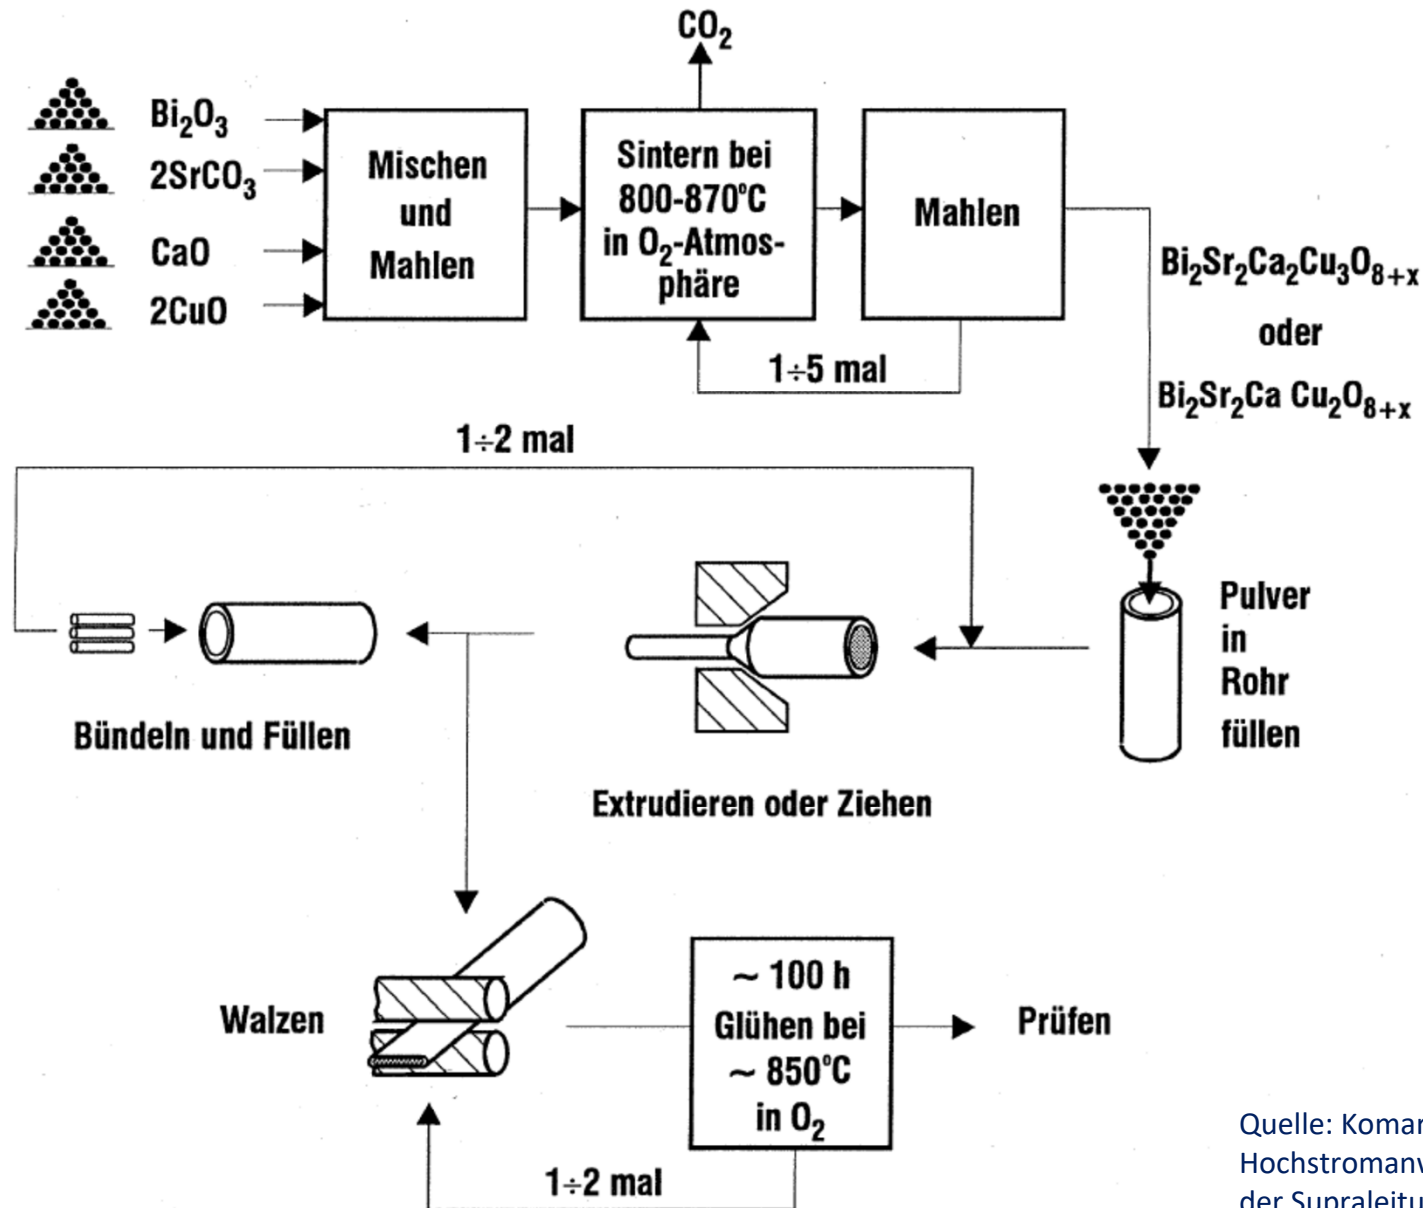 CO₂
Bi₂O₃
2SrCO₃
CaO
2CuO
Mischen
und
Mahlen
Sintern bei
800-870°C
in O₂-Atmos-
phäre
Mahlen
1÷5 mal
Bi₂Sr₂Ca₂Cu₃O₈₊ₓ
oder
Bi₂Sr₂Ca Cu₂O₈₊ₓ
1÷2 mal
Pulver
in
Rohr
füllen
Bündeln und Füllen
Extrudieren oder Ziehen
Walzen
~ 100 h
Glühen bei
~ 850°C
in O₂
Prüfen
1÷2 mal
Quelle: Komar
Hochstromanw
der Supraleitu